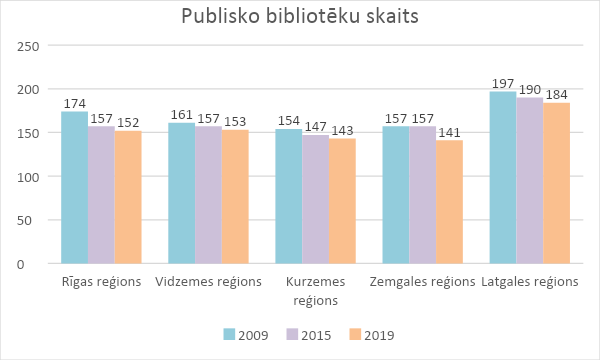 Publisko bibliotēku skaits
250
200
150
100
50
0
174 157 152
161 157 153
154 147 143
157 157 141
197 190 184
Rīgas reģions Vidzemes reģions Kurzemes reģions Zemgales reģions Latgales reģions
2009 2015 2019